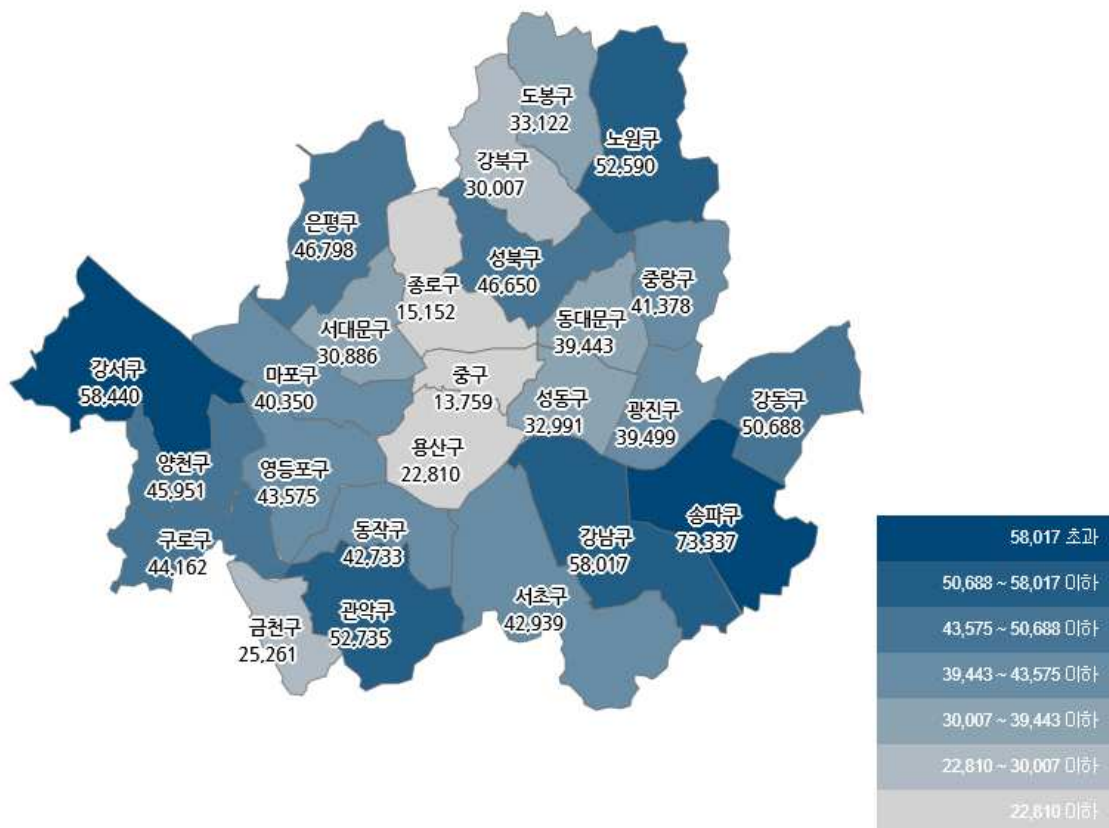 도봉구
33,122
노원구
52,590
강북구
30,007
은평구
46,798
성북구
46,650
중랑구
41,378
종로구
15,152
동대문구
39,443
서대문구
30,886
강서구
58,440
마포구
40,350
중구
13,759
성동구
32,991
광진구
39,499
강동구
50,688
용산구
22,810
양천구
45,951
영등포구
43,575
구로구
44,162
동작구
42,733
강남구
58,017
송파구
73,337
서초구
42,939
관악구
52,735
금천구
25,261
58,017 초과
50,688 ~ 58,017 이하
43,575 ~ 50,688 이하
39,443 ~ 43,575 이하
30,007 ~ 39,443 이하
22,810 ~ 30,007 이하
22,810 이하